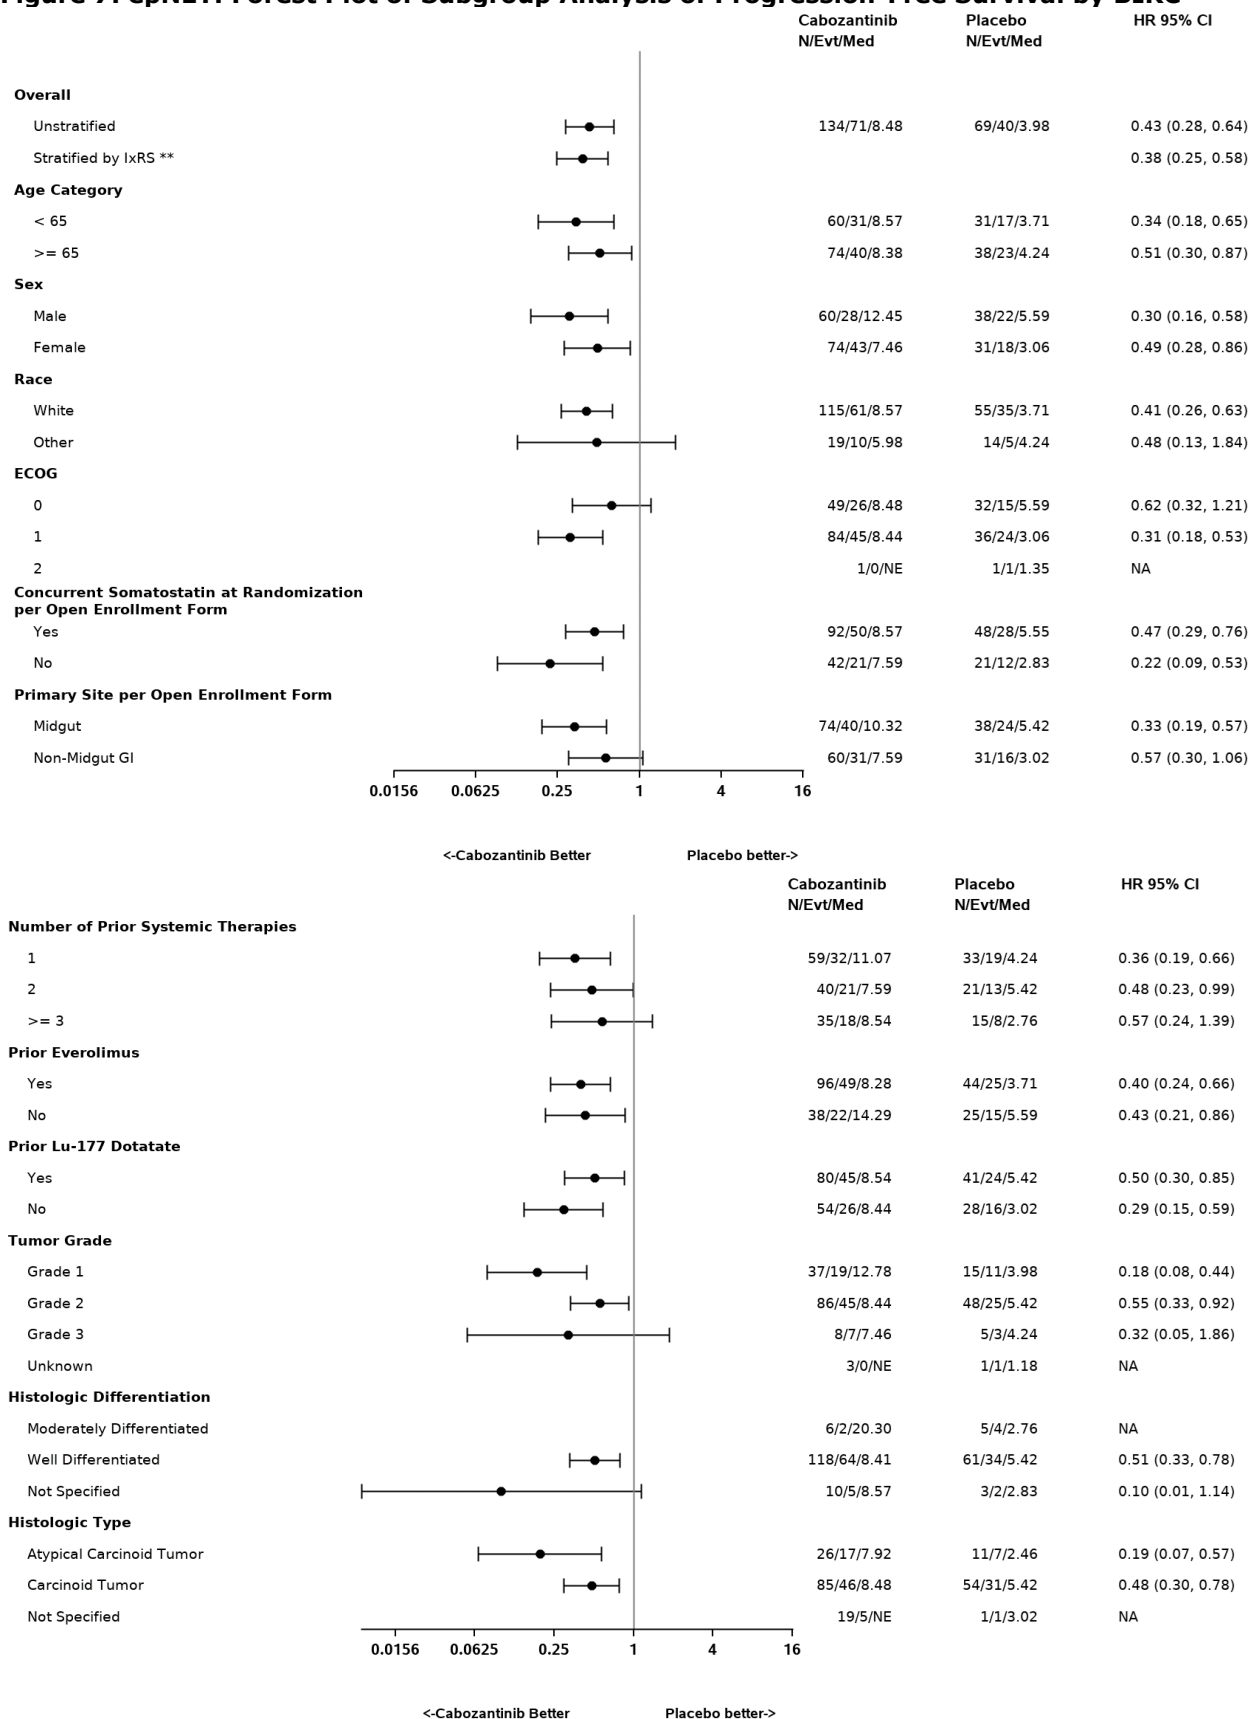 Figure 7. epNET: Forest Plot of Subgroup Analysis of Progression-Free Survival by BIRC
Cabozantinib Placebo HR 95% CI
N/Evt/Med N/Evt/Med
Overall
Unstratified 134/71/8.48 69/40/3.98 0.43 (0.28, 0.64)
Stratified by IxRS ** 0.38 (0.25, 0.58)
Age Category
< 65 60/31/8.57 31/17/3.71 0.34 (0.18, 0.65)
>= 65 74/40/8.38 38/23/4.24 0.51 (0.30, 0.87)
Sex
Male 60/28/12.45 38/22/5.59 0.30 (0.16, 0.58)
Female 74/43/7.46 31/18/3.06 0.49 (0.28, 0.86)
Race
White 115/61/8.57 55/35/3.71 0.41 (0.26, 0.63)
Other 19/10/5.98 14/5/4.24 0.48 (0.13, 1.84)
ECOG
0 49/26/8.48 32/15/5.59 0.62 (0.32, 1.21)
1 84/45/8.44 36/24/3.06 0.31 (0.18, 0.53)
2 1/0/NE 1/1/1.35 NA
Concurrent Somatostatin at Randomization
per Open Enrollment Form
Yes 92/50/8.57 48/28/5.55 0.47 (0.29, 0.76)
No 42/21/7.59 21/12/2.83 0.22 (0.09, 0.53)
Primary Site per Open Enrollment Form
Midgut 74/40/10.32 38/24/5.42 0.33 (0.19, 0.57)
Non-Midgut GI 60/31/7.59 31/16/3.02 0.57 (0.30, 1.06)
0.0156 0.0625 0.25 1 4 16
<-Cabozantinib Better Placebo better->
Cabozantinib Placebo HR 95% CI
N/Evt/Med N/Evt/Med
Number of Prior Systemic Therapies
1 59/32/11.07 33/19/4.24 0.36 (0.19, 0.66)
2 40/21/7.59 21/13/5.42 0.48 (0.23, 0.99)
>= 3 35/18/8.54 15/8/2.76 0.57 (0.24, 1.39)
Prior Everolimus
Yes 96/49/8.28 44/25/3.71 0.40 (0.24, 0.66)
No 38/22/14.29 25/15/5.59 0.43 (0.21, 0.86)
Prior Lu-177 Dotatate
Yes 80/45/8.54 41/24/5.42 0.50 (0.30, 0.85)
No 54/26/8.44 28/16/3.02 0.29 (0.15, 0.59)
Tumor Grade
Grade 1 37/19/12.78 15/11/3.98 0.18 (0.08, 0.44)
Grade 2 86/45/8.44 48/25/5.42 0.55 (0.33, 0.92)
Grade 3 8/7/7.46 5/3/4.24 0.32 (0.05, 1.86)
Unknown 3/0/NE 1/1/1.18 NA
Histologic Differentiation
Moderately Differentiated 6/2/20.30 5/4/2.76 NA
Well Differentiated 118/64/8.41 61/34/5.42 0.51 (0.33, 0.78)
Not Specified 10/5/8.57 3/2/2.83 0.10 (0.01, 1.14)
Histologic Type
Atypical Carcinoid Tumor 26/17/7.92 11/7/2.46 0.19 (0.07, 0.57)
Carcinoid Tumor 85/46/8.48 54/31/5.42 0.48 (0.30, 0.78)
Not Specified 19/5/NE 1/1/3.02 NA
0.0156 0.0625 0.25 1 4 16
<-Cabozantinib Better Placebo better->